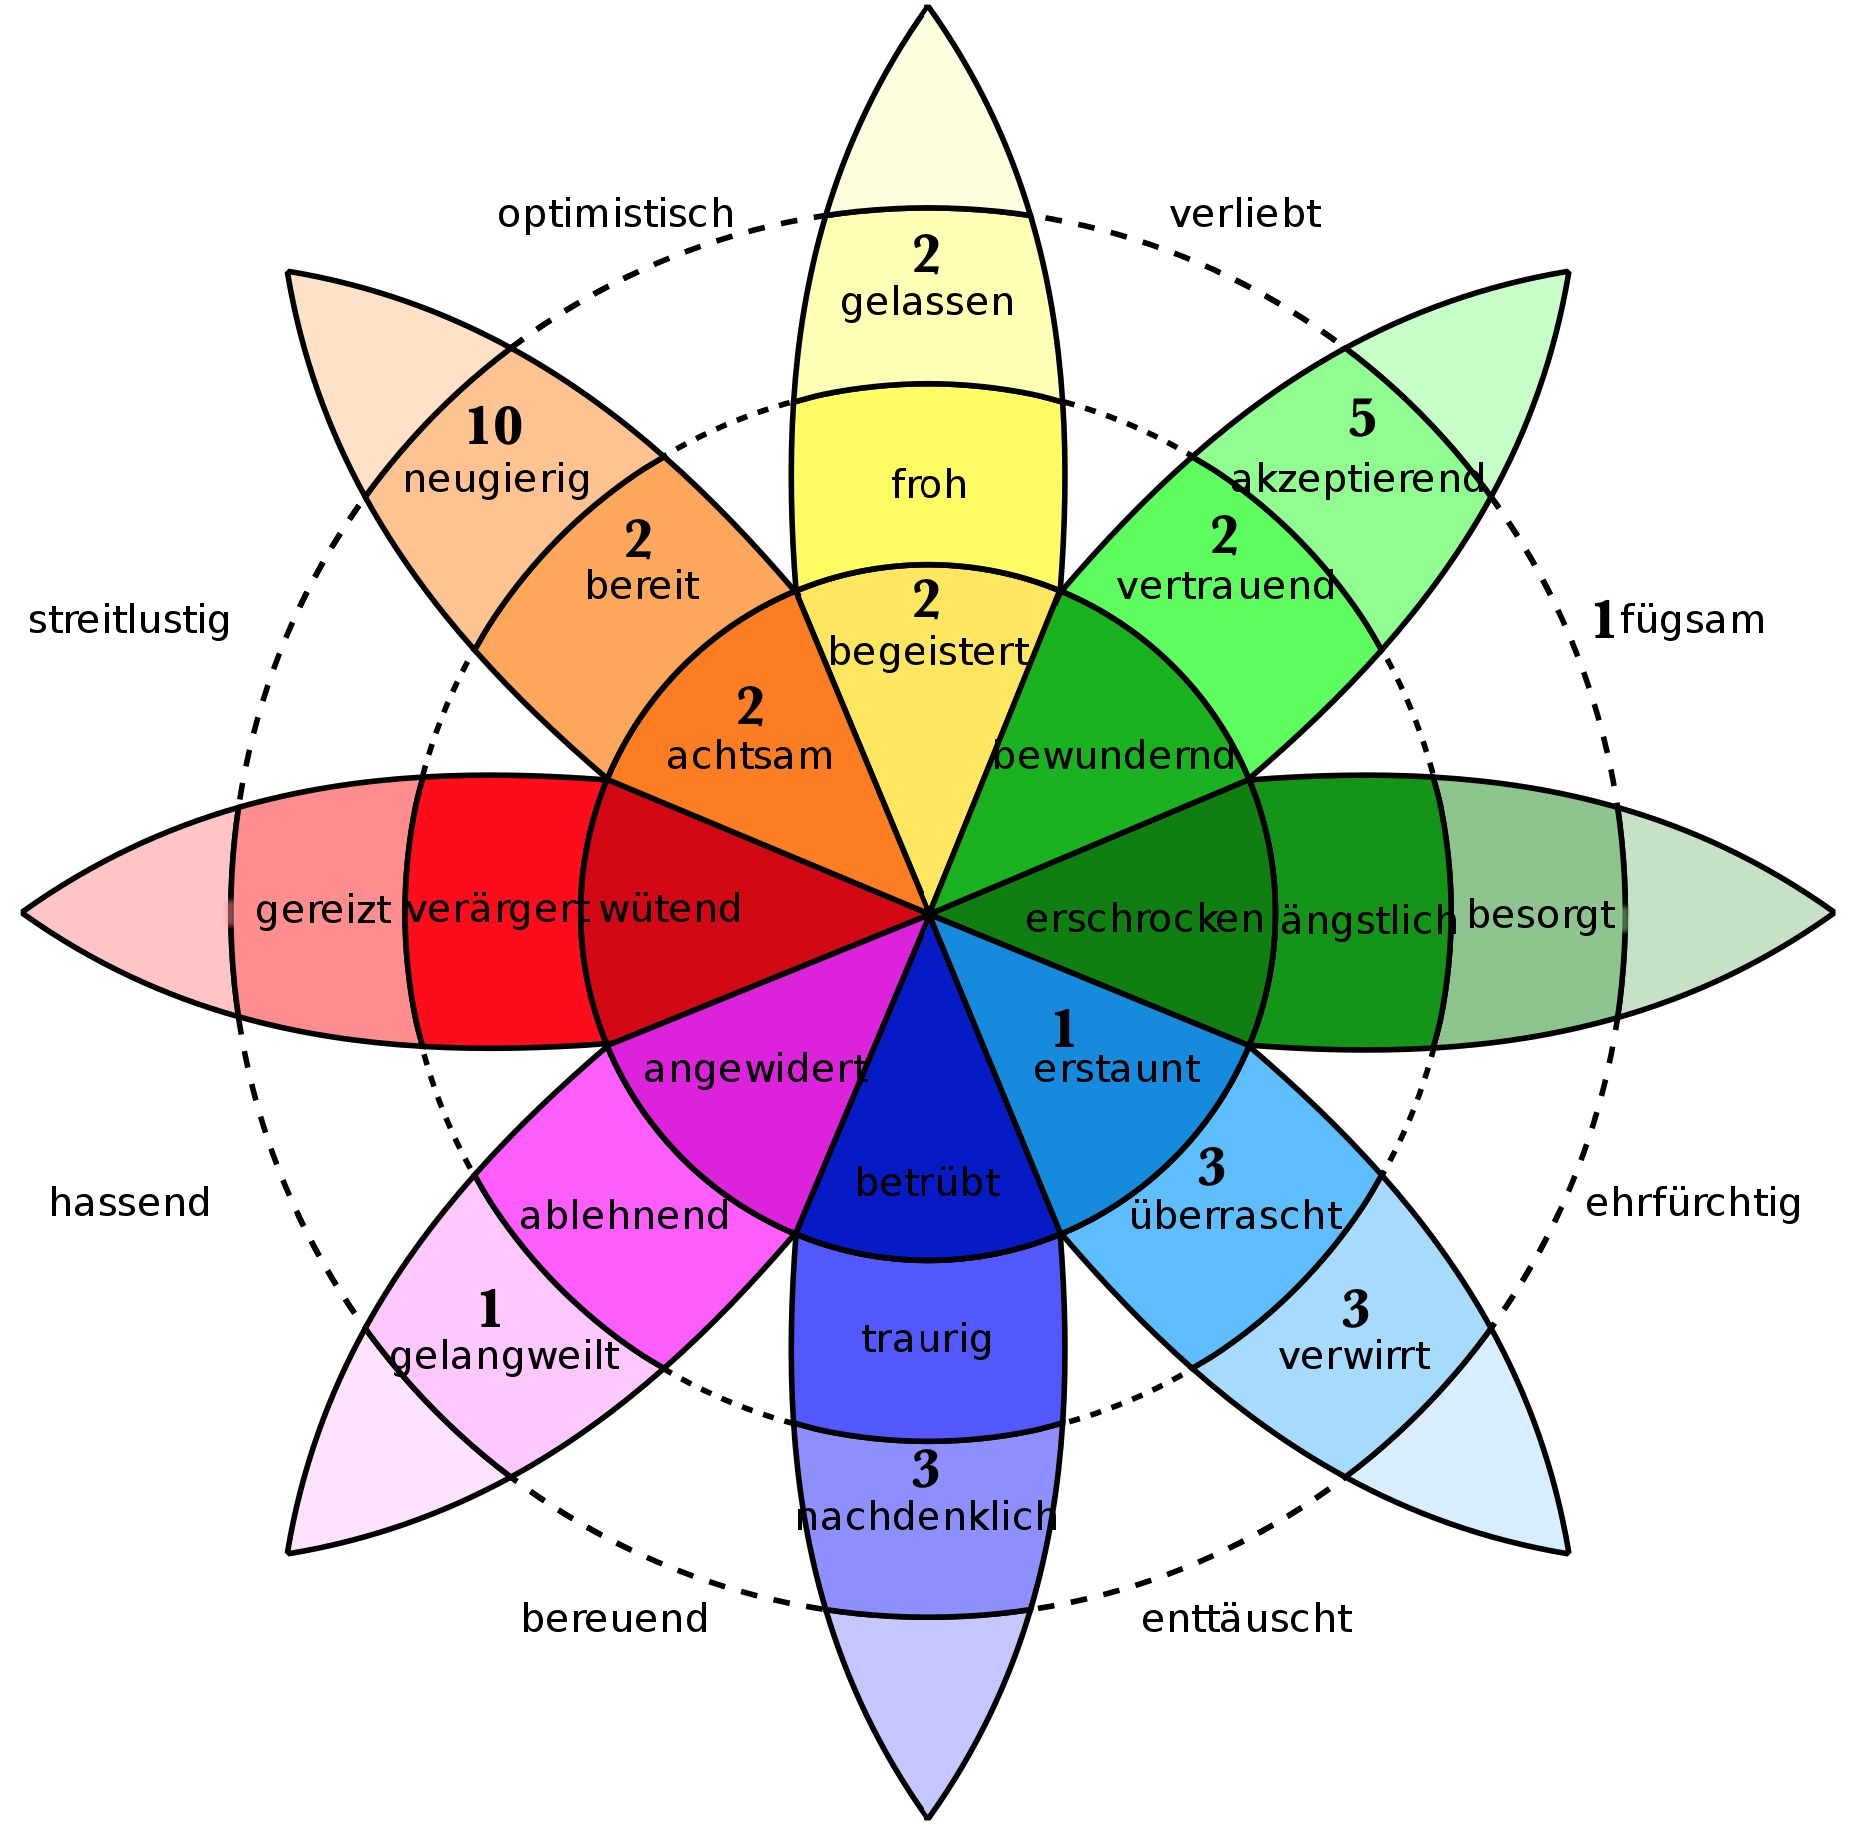 optimistisch
verliebt
2
gelassen
10
neugierig
5
akzeptierend
froh
2
bereit
2
vertrauend
streitlustig
2
begeistert
1 fügsam
2
achtsam
bewundernd
gereizt
verärgert
wütend
erschrocken
ängstlich
besorgt
angewidert
1
erstaunt
hassend
ablehnend
betrübt
3
überrascht
ehrfürchtig
1
gelangweilt
traurig
3
verwirrt
3
nachdenklich
bereuend
enttäuscht